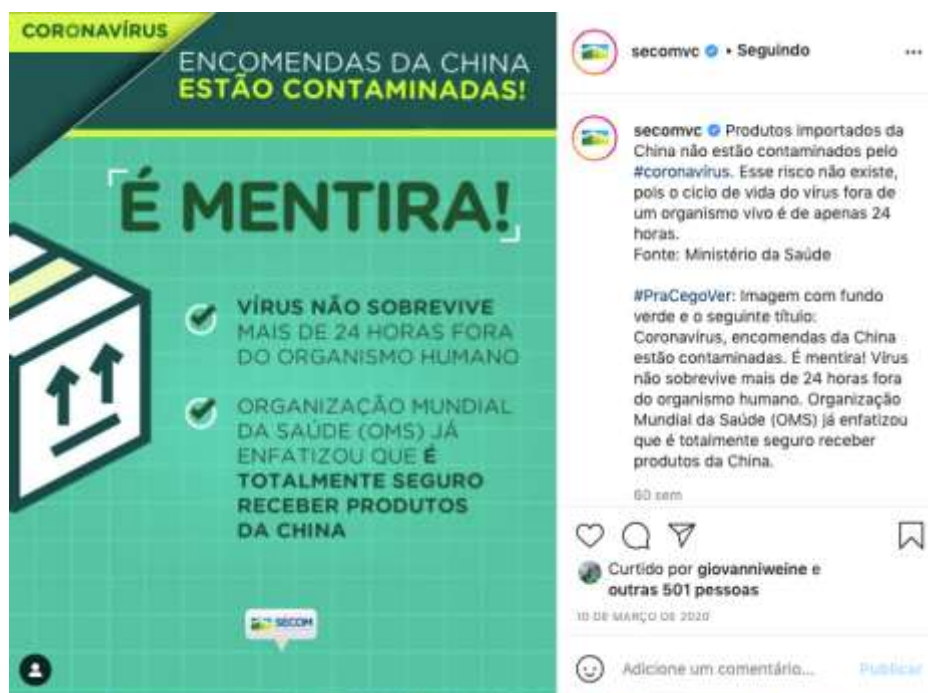 CORONAVÍRUS
ENCOMENDAS DA CHINA
ESTÃO CONTAMINADAS!
É MENTIRA!
VÍRUS NÃO SOBREVIVE
MAIS DE 24 HORAS FORA
DO ORGANISMO HUMANO
ORGANIZAÇÃO MUNDIAL
DA SAÚDE (OMS) JÁ
ENFATIZOU QUE É
TOTALMENTE SEGURO
RECEBER PRODUTOS
DA CHINA
SECOM
secomvc • Seguindo
secomvc Produtos importados da
China não estão contaminados pelo
#coronavírus. Esse risco não existe,
pois o ciclo de vida do vírus fora de
um organismo vivo é de apenas 24
horas.
Fonte: Ministério da Saúde
#PraCegoVer: Imagem com fundo
verde e o seguinte título:
Coronavírus, encomendas da China
estão contaminadas. É mentira! Vírus
não sobrevive mais de 24 horas fora
do organismo humano. Organização
Mundial da Saúde (OMS) já enfatizou
que é totalmente seguro receber
produtos da China.
60 sem
Curtido por giovanniweine e
outras 501 pessoas
10 DE MARÇO DE 2020
Adicione um comentário... Publicar